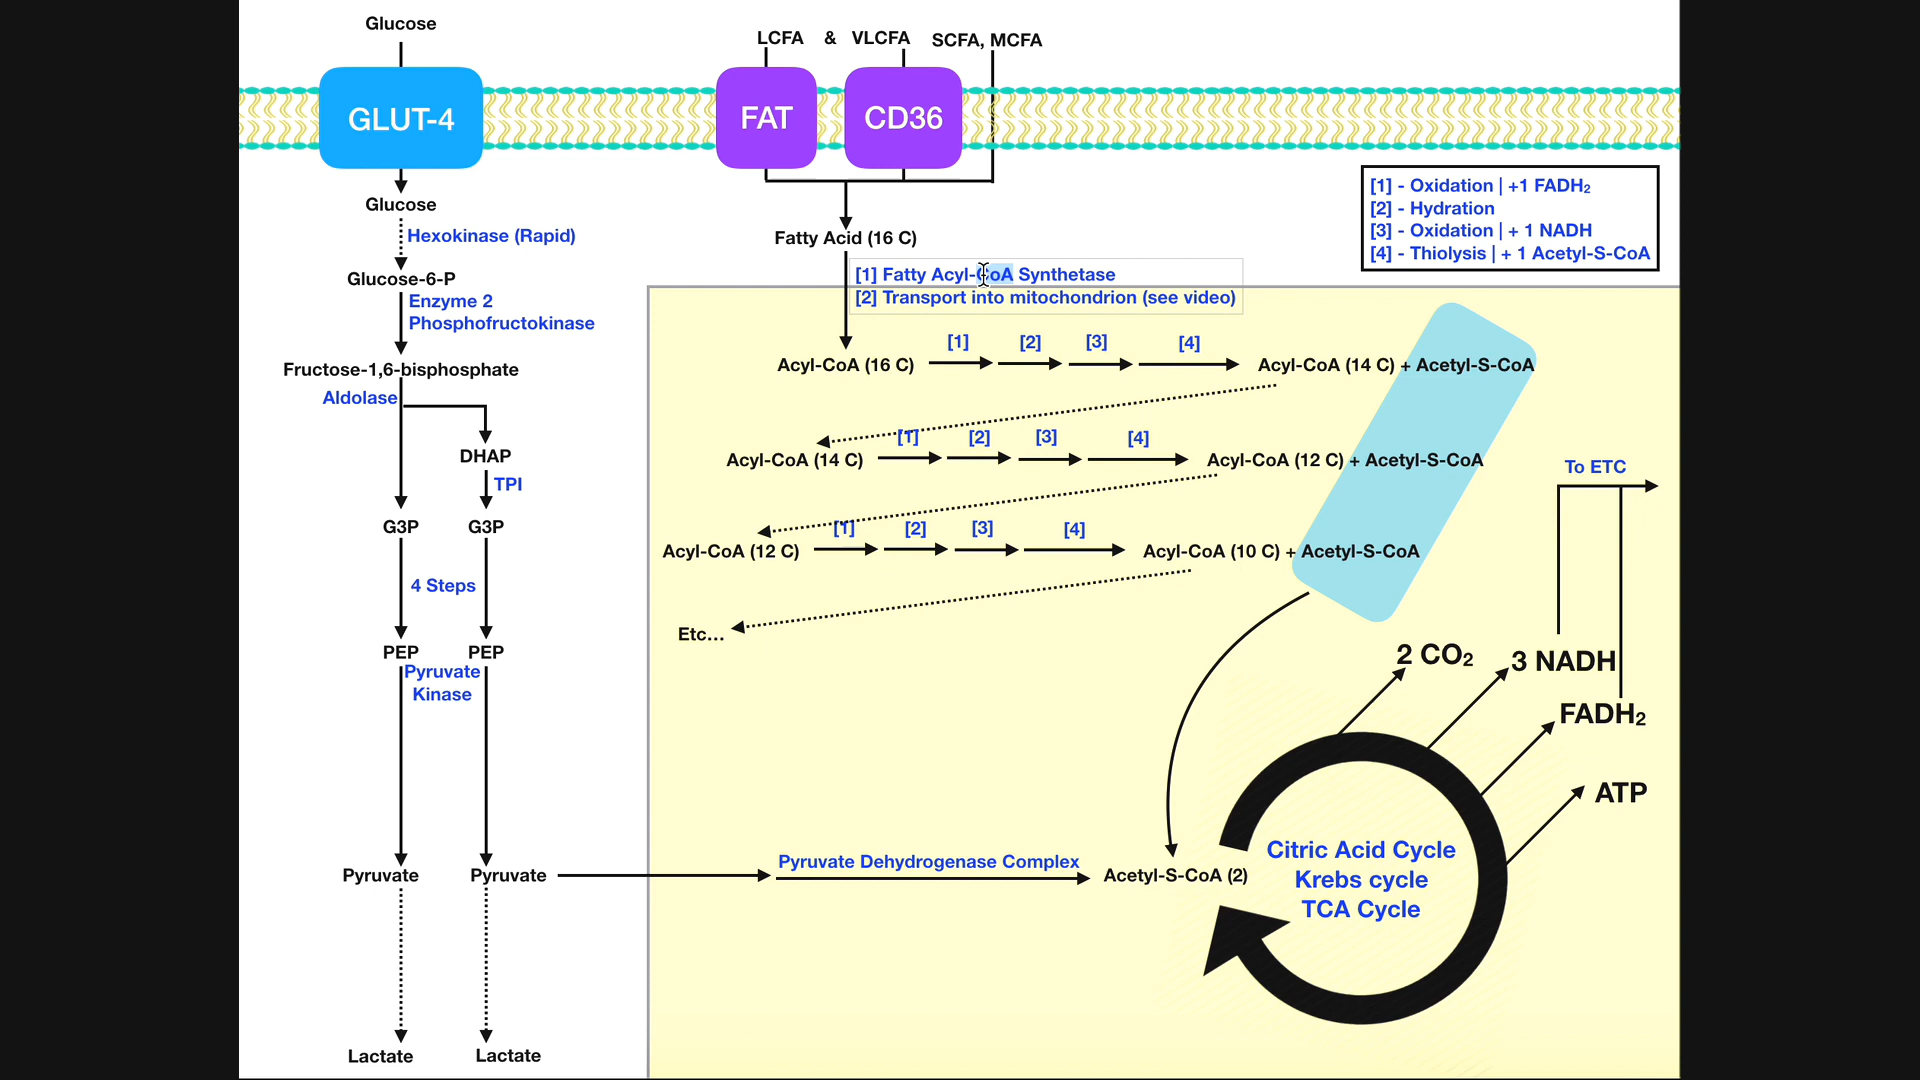 Glucose
LCFA & VLCFA SCFA, MCFA
GLUT-4
FAT
CD36
Glucose
Hexokinase (Rapid)
Glucose-6-P
Enzyme 2
Phosphofructokinase
Fructose-1,6-bisphosphate
Aldolase
DHAP
TPI
G3P G3P
4 Steps
PEP PEP
Pyruvate
Kinase
Pyruvate Pyruvate
Lactate Lactate
Fatty Acid (16 C)
[1] Fatty Acyl-CoA Synthetase
[2] Transport into mitochondrion (see video)
[1] - Oxidation | +1 FADH₂
[2] - Hydration
[3] - Oxidation | + 1 NADH
[4] - Thiolysis | + 1 Acetyl-S-CoA
[1] [2] [3] [4]
Acyl-CoA (16 C) Acyl-CoA (14 C) + Acetyl-S-CoA
[1] [2] [3] [4]
Acyl-CoA (14 C) Acyl-CoA (12 C) + Acetyl-S-CoA
[1] [2] [3] [4]
Acyl-CoA (12 C) Acyl-CoA (10 C) + Acetyl-S-CoA
Etc...
To ETC
2 CO₂ 3 NADH
FADH₂
ATP
Pyruvate Dehydrogenase Complex
Acetyl-S-CoA (2)
Citric Acid Cycle
Krebs cycle
TCA Cycle